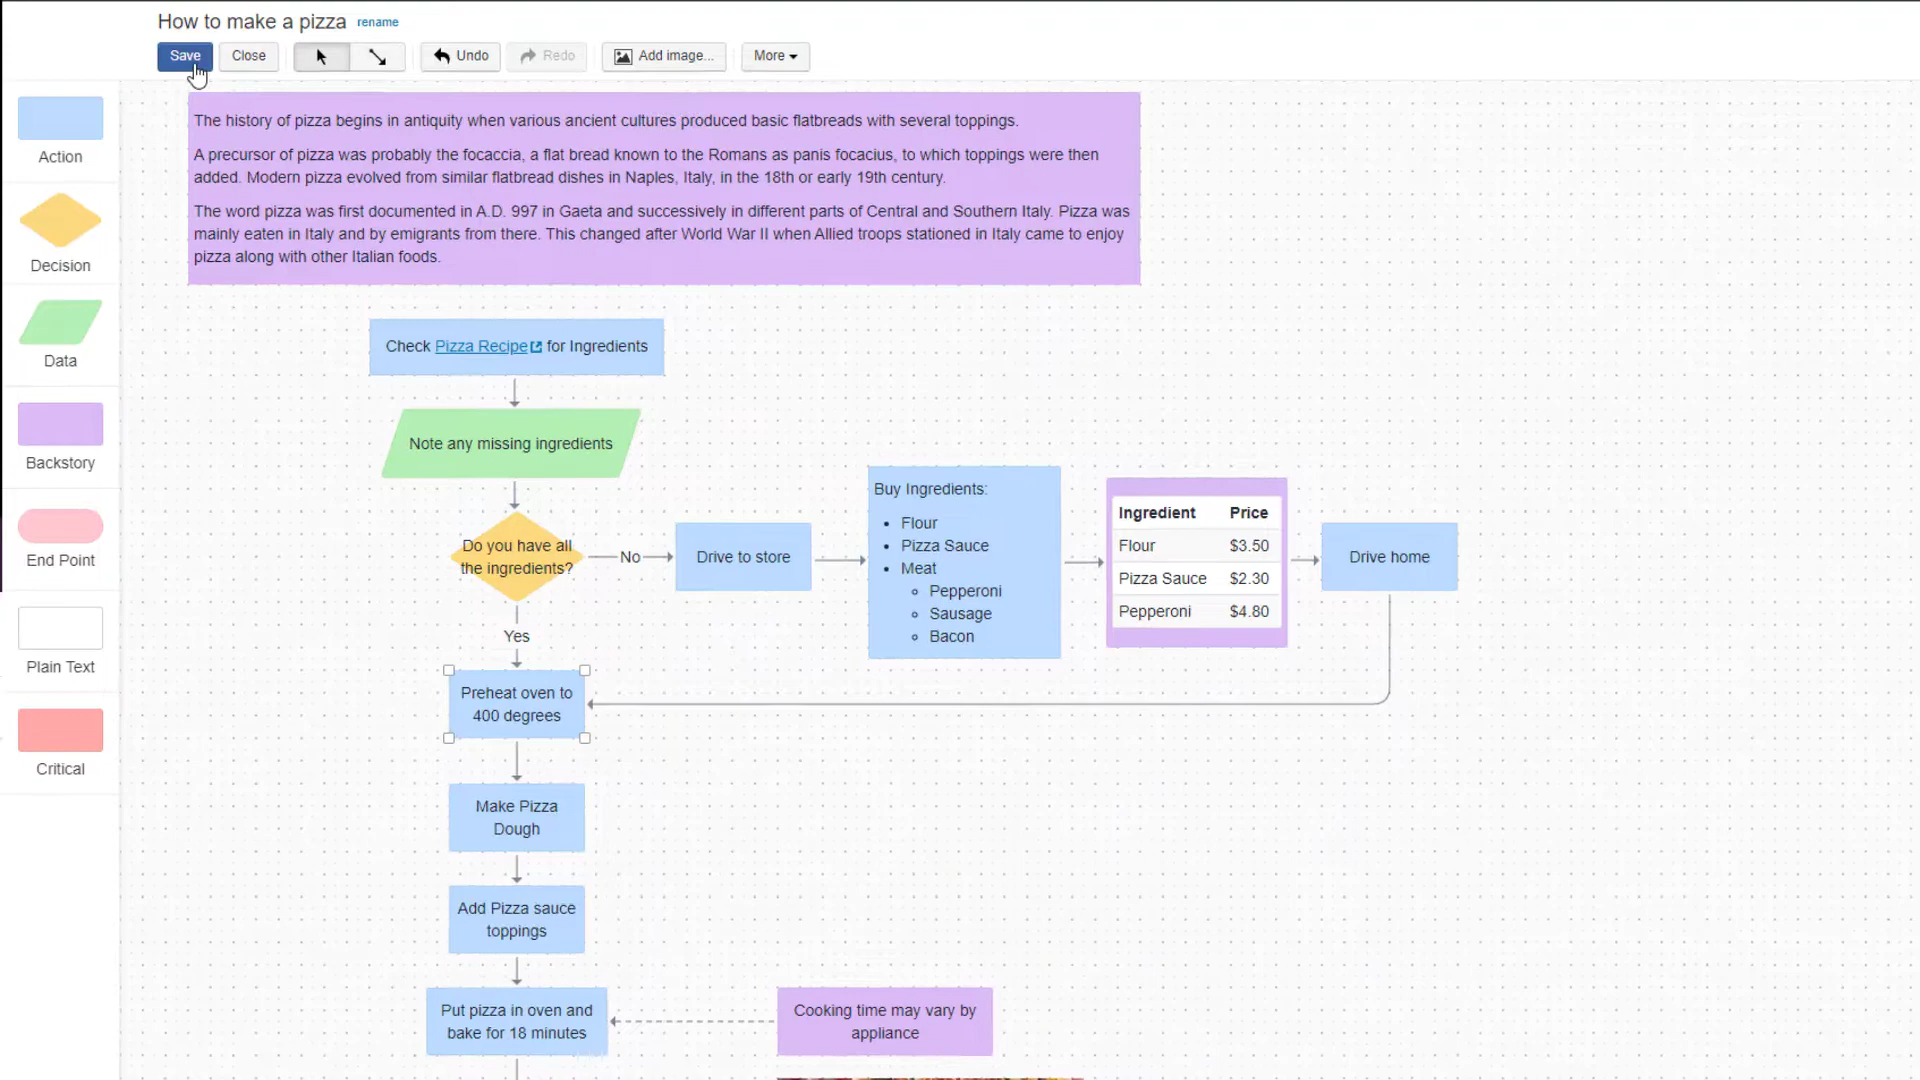 How to make a pizza rename
Save Close Undo Redo Add image... More
Action
Decision
Data
Backstory
End Point
Plain Text
Critical
The history of pizza begins in antiquity when various ancient cultures produced basic flatbreads with several toppings.
A precursor of pizza was probably the focaccia, a flat bread known to the Romans as panis focacius, to which toppings were then
added. Modern pizza evolved from similar flatbread dishes in Naples, Italy, in the 18th or early 19th century.
The word pizza was first documented in A.D. 997 in Gaeta and successively in different parts of Central and Southern Italy. Pizza was
mainly eaten in Italy and by emigrants from there. This changed after World War II when Allied troops stationed in Italy came to enjoy
pizza along with other Italian foods.
Check Pizza Recipe for Ingredients
Note any missing ingredients
Do you have all
the ingredients?
No
Drive to store
Buy Ingredients:
• Flour
• Pizza Sauce
• Meat
◦ Pepperoni
◦ Sausage
◦ Bacon
Ingredient Price
Flour $3.50
Pizza Sauce $2.30
Pepperoni $4.80
Drive home
Yes
Preheat oven to
400 degrees
Make Pizza
Dough
Add Pizza sauce
toppings
Put pizza in oven and
bake for 18 minutes
Cooking time may vary by
appliance